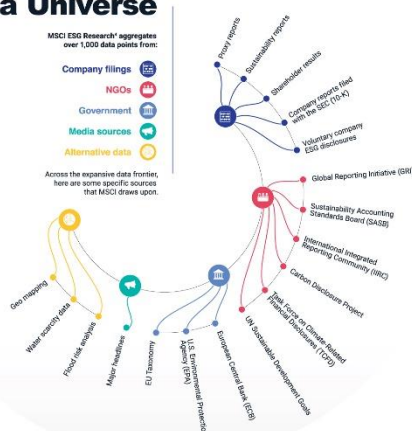 a Universe
MSCI ESG Research' aggregates
over 1,000 data points from:
Company filings
NGOs
Government
Media sources
Alternative data
Across the expansive data frontier,
here are some specific sources
that MSCI draws upon.
Proxy reports
Sustainability reports
Shareholder results
Company reports filed
with the SEC (10-K)
Voluntary company
ESG disclosures
Global Reporting Initiative (GRI
Sustainability Accounting
Standards Board (SASB)
International Integrated
Reporting Community (IIRC)
Carbon Disclosure Project
Task Force on Climate-Related
Financial Disclosures (TCFD)
UN Sustainable Development Goals
European Central Bank (ECB)
U.S. Environmental Protectio
Agency (EPA)
EU Taxonomy
Major headlines
Flood risk analysis
Water scarcity data
Geo mapping